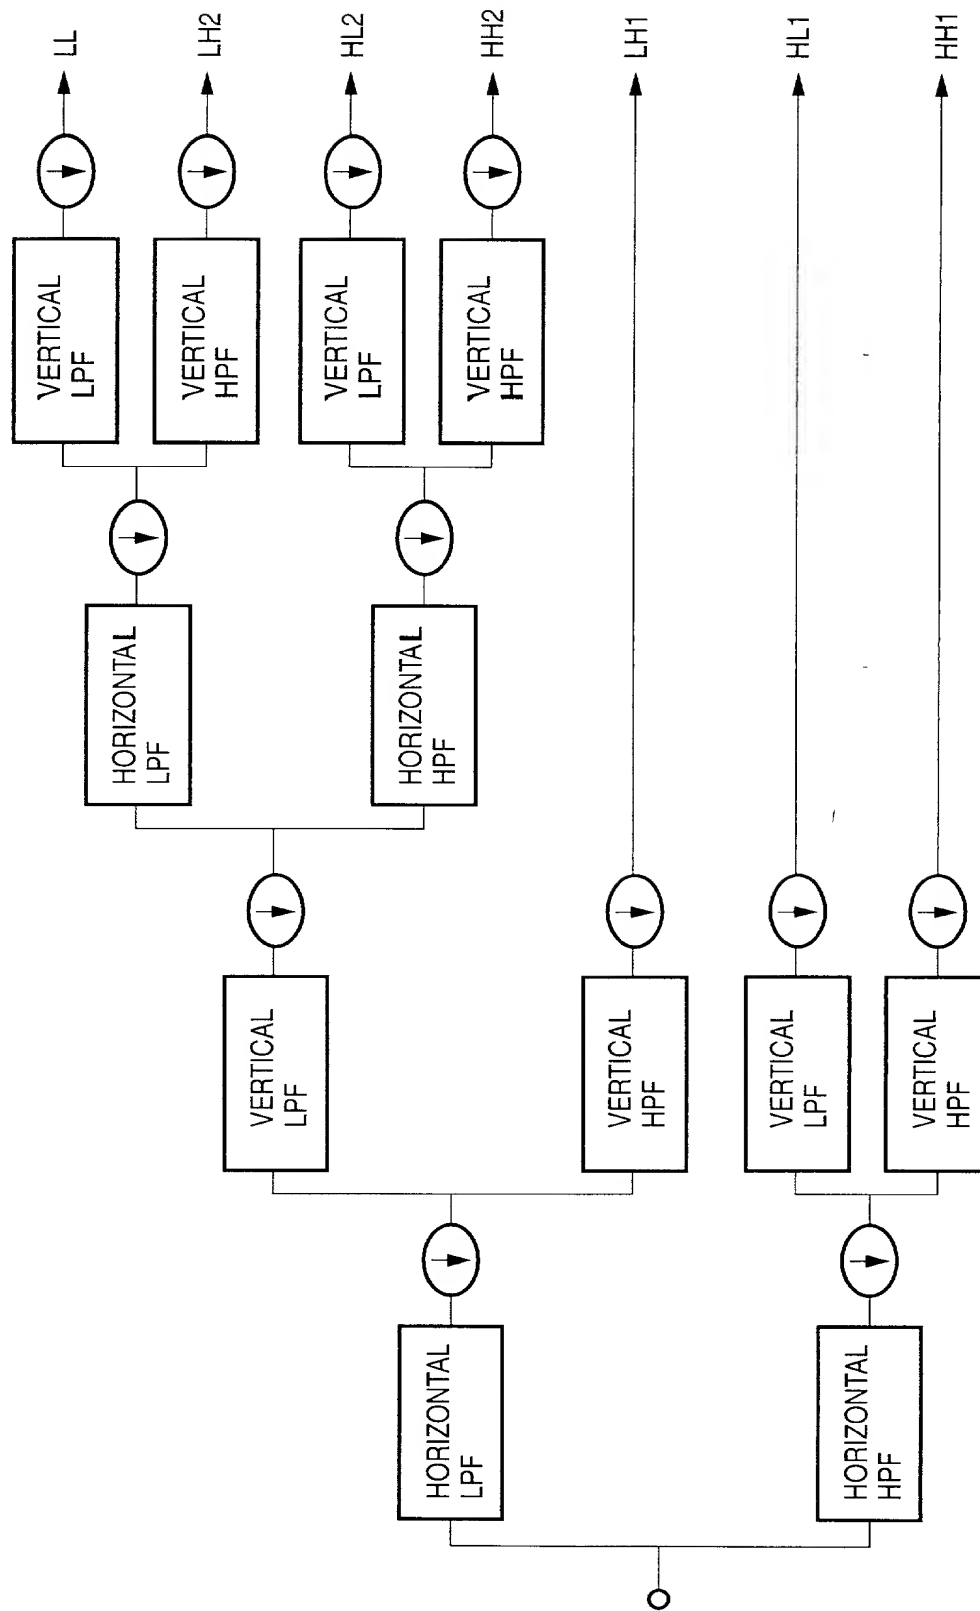 HORIZONTAL
LPF
HORIZONTAL
HPF
VERTICAL
LPF
VERTICAL
HPF
VERTICAL
LPF
VERTICAL
HPF
HORIZONTAL
LPF
HORIZONTAL
HPF
VERTICAL
LPF
VERTICAL
HPF
VERTICAL
LPF
VERTICAL
HPF
LL
LH2
HL2
HH2
LH1
HL1
HH1